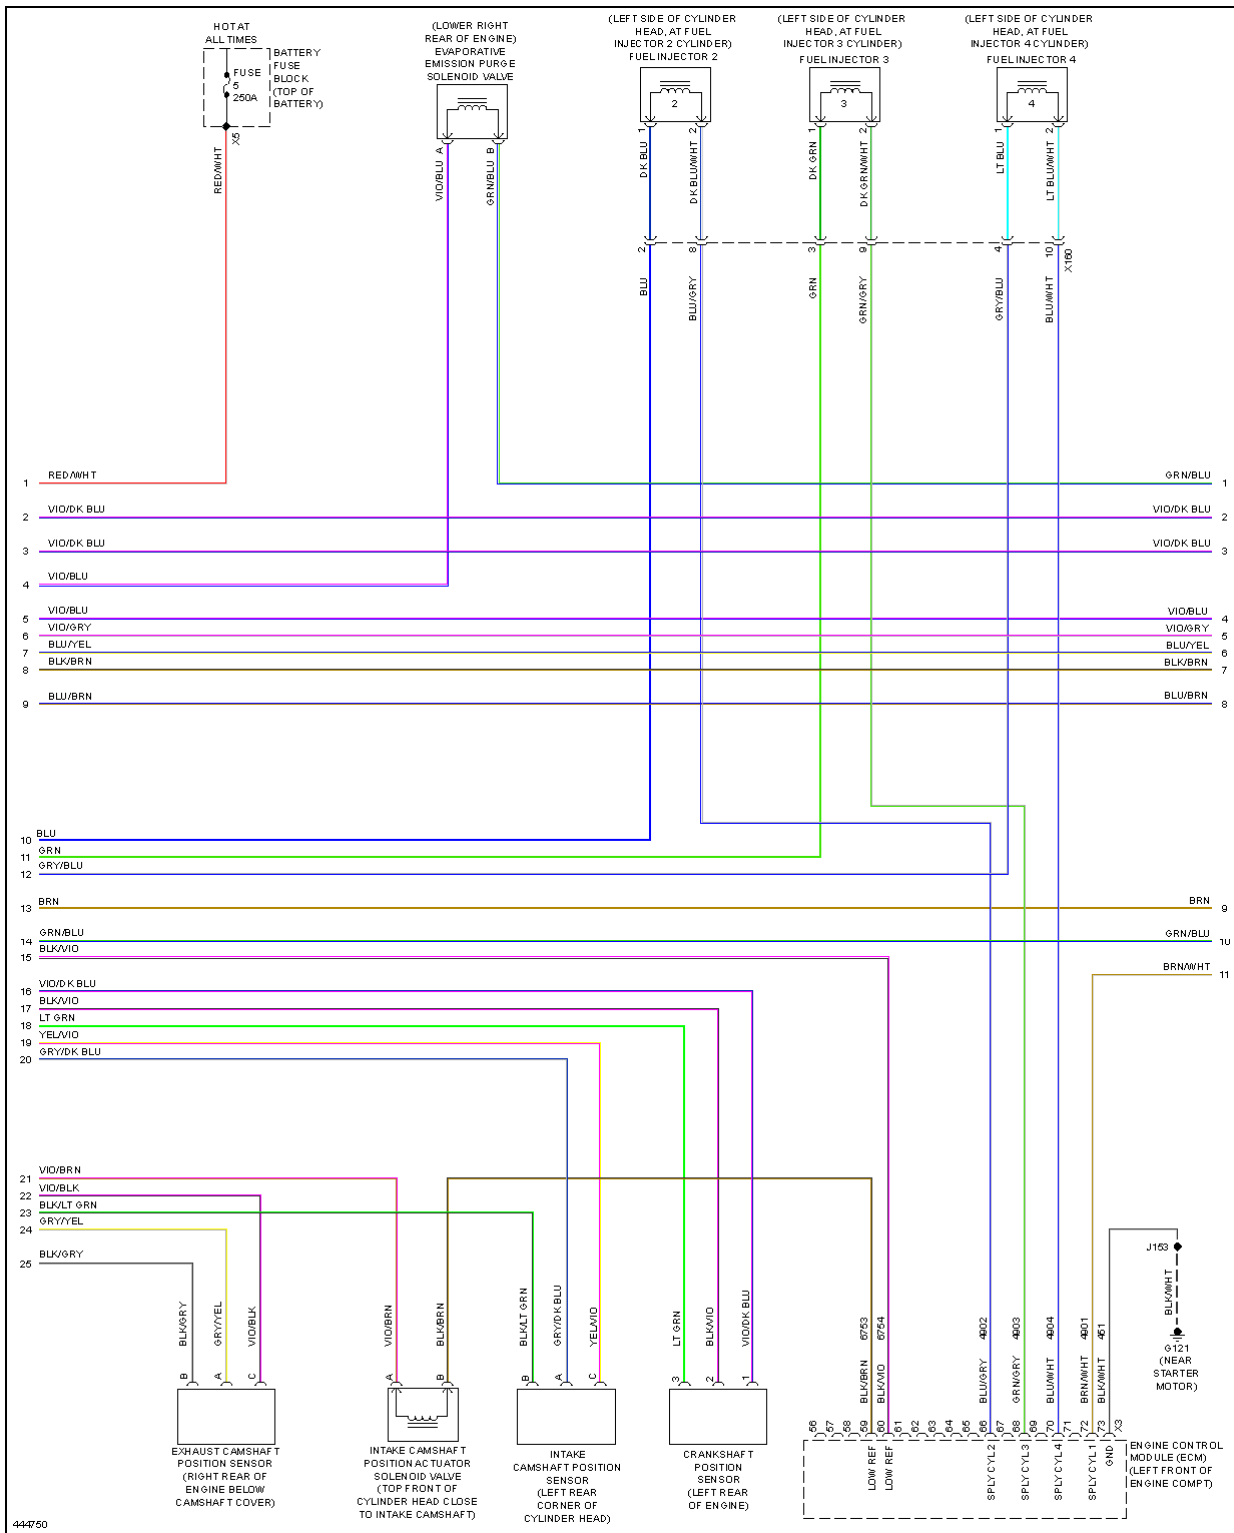 HOT AT
ALL TIMES
BATTERY
FUSE
BLOCK
(TOP OF
BATTERY)
FUSE
5
250A
X5
RED/WHT
(LOWER RIGHT
REAR OF ENGINE)
EVAPORATIVE
EMISSION PURGE
SOLENOID VALVE
A
B
VIO/BLU
GRN/BLU
(LEFT SIDE OF CYLINDER
HEAD, AT FUEL
INJECTOR 2 CYLINDER)
FUEL INJECTOR 2
2
1
2
DK BLU
DK BLU/WHT
2
8
BLU
BLU/GRY
(LEFT SIDE OF CYLINDER
HEAD, AT FUEL
INJECTOR 3 CYLINDER)
FUEL INJECTOR 3
3
1
2
DK GRN
DK GRN/WHT
3
9
GRN
GRN/GRY
(LEFT SIDE OF CYLINDER
HEAD, AT FUEL
INJECTOR 4 CYLINDER)
FUEL INJECTOR 4
4
1
2
LT BLU
LT BLU/WHT
4
10
X160
GRY/BLU
BLU/WHT
1 RED/WHT GRN/BLU 1
2 VIO/DK BLU VIO/DK BLU 2
3 VIO/DK BLU VIO/DK BLU 3
4 VIO/BLU
5 VIO/BLU VIO/BLU 4
6 VIO/GRY VIO/GRY 5
7 BLU/YEL BLU/YEL 6
8 BLK/BRN BLK/BRN 7
9 BLU/BRN BLU/BRN 8
10 BLU
11 GRN
12 GRY/BLU
13 BRN BRN 9
14 GRN/BLU GRN/BLU 10
15 BLK/VIO
BRN/WHT 11
16 VIO/DK BLU
17 BLK/VIO
18 LT GRN
19 YEL/VIO
20 GRY/DK BLU
21 VIO/BRN
22 VIO/BLK
23 BLK/LT GRN
24 GRY/YEL
25 BLK/GRY
BLK/GRY
GRY/YEL
VIO/BLK
B
A
C
EXHAUST CAMSHAFT
POSITION SENSOR
(RIGHT REAR OF
ENGINE BELOW
CAMSHAFT COVER)
VIO/BRN
BLK/BRN
A
B
INTAKE CAMSHAFT
POSITION ACTUATOR
SOLENOID VALVE
(TOP FRONT OF
CYLINDER HEAD CLOSE
TO INTAKE CAMSHAFT)
BLK/LT GRN
GRY/DK BLU
YEL/VIO
B
A
C
INTAKE
CAMSHAFT POSITION
SENSOR
(LEFT REAR
CORNER OF
CYLINDER HEAD)
LT GRN
BLK/VIO
VIO/DK BLU
3
2
1
CRANKSHAFT
POSITION
SENSOR
(LEFT REAR
OF ENGINE)
J153
BLK/WHT
G121
(NEAR
STARTER
MOTOR)
6753
6754
4902
4903
4904
4901
451
BLK/BRN
BLK/VIO
BLU/GRY
GRN/GRY
BLU/WHT
BRN/WHT
BLK/WHT
56
57
58
59
60
61
62
63
64
65
66
67
68
69
70
71
72
73
X3
LOW REF
LOW REF
SPLY CYL 2
SPLY CYL 3
SPLY CYL 4
SPLY CYL 1
GND
ENGINE CONTROL
MODULE (ECM)
(LEFT FRONT OF
ENGINE COMPT)
444750